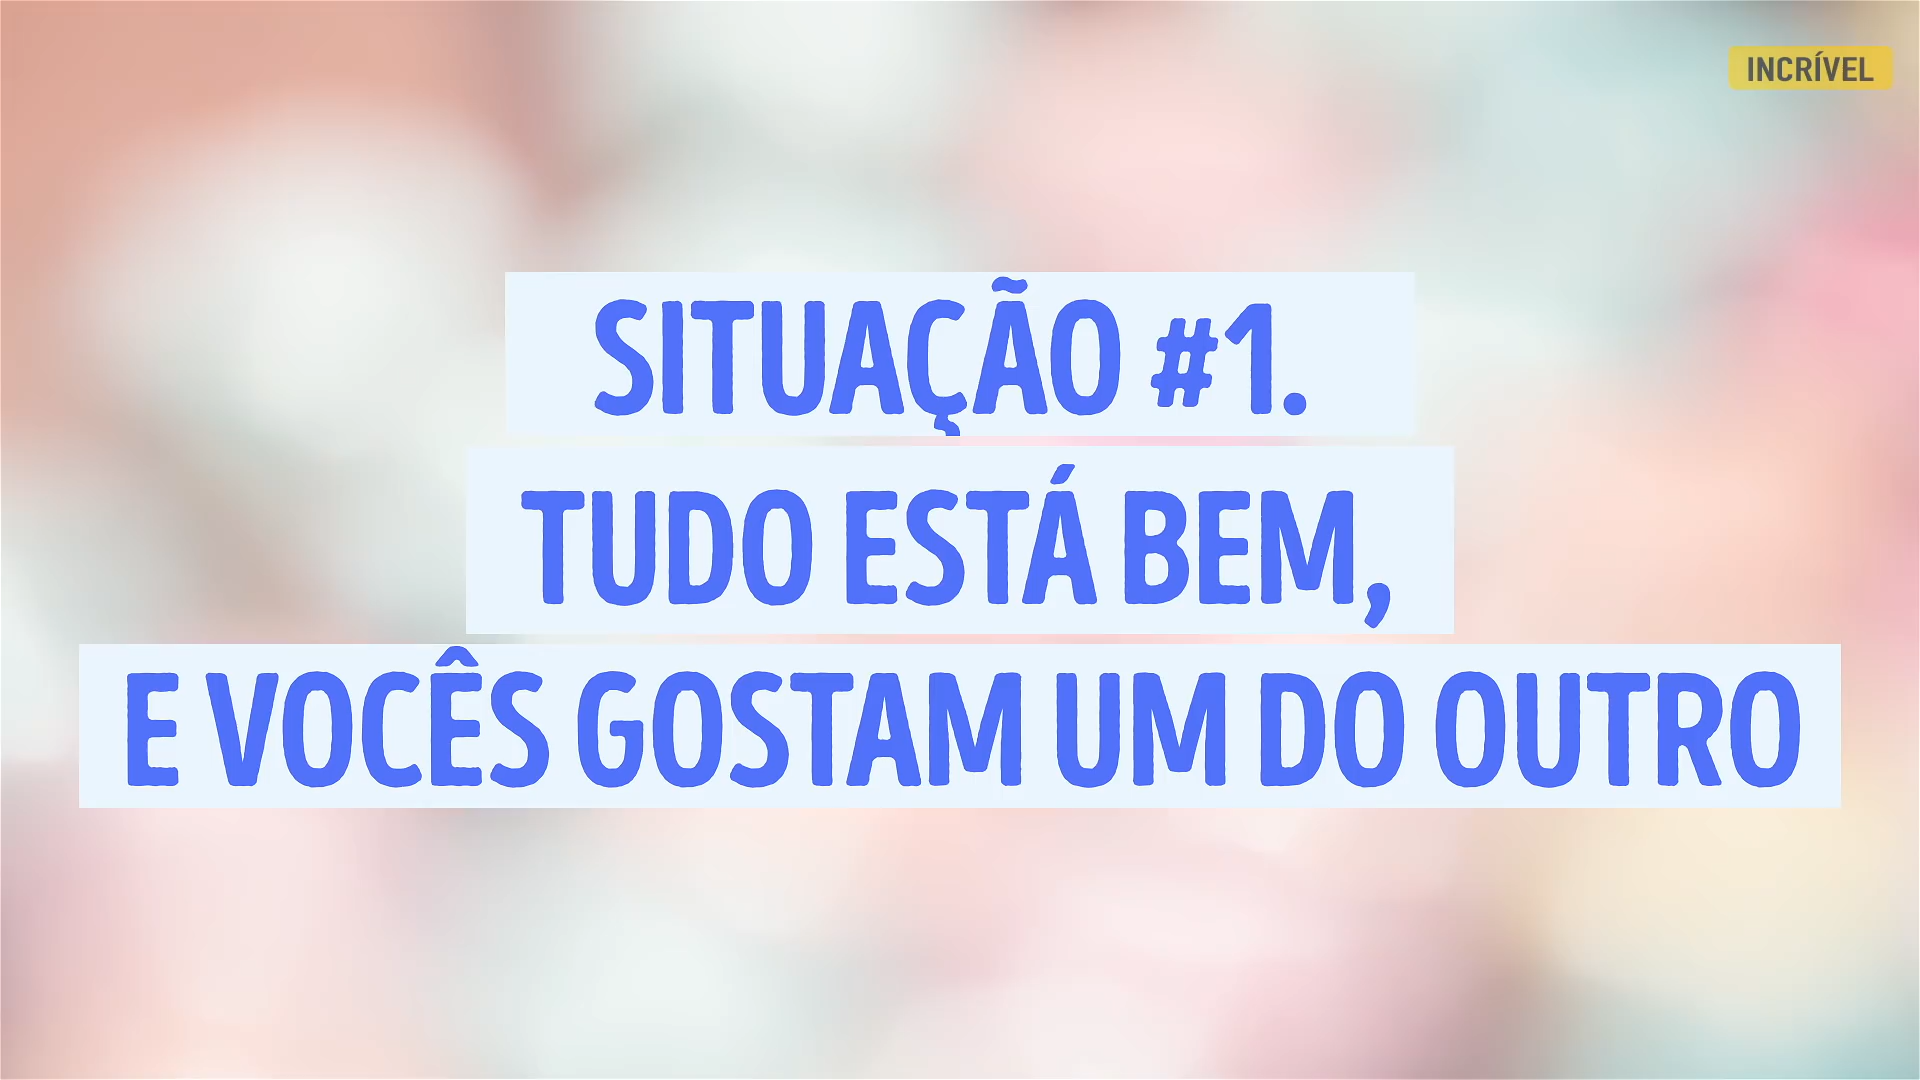 INCRÍVEL
SITUAÇÃO #1.
TUDO ESTÁ BEM,
E VOCÊS GOSTAM UM DO OUTRO